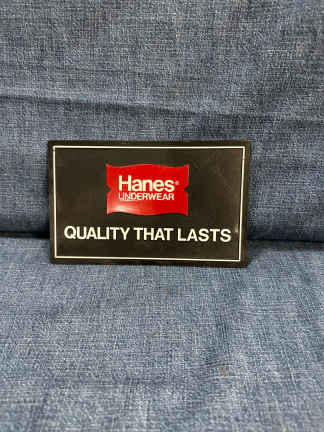 Hanes®
UNDERWEAR
QUALITY THAT LASTS